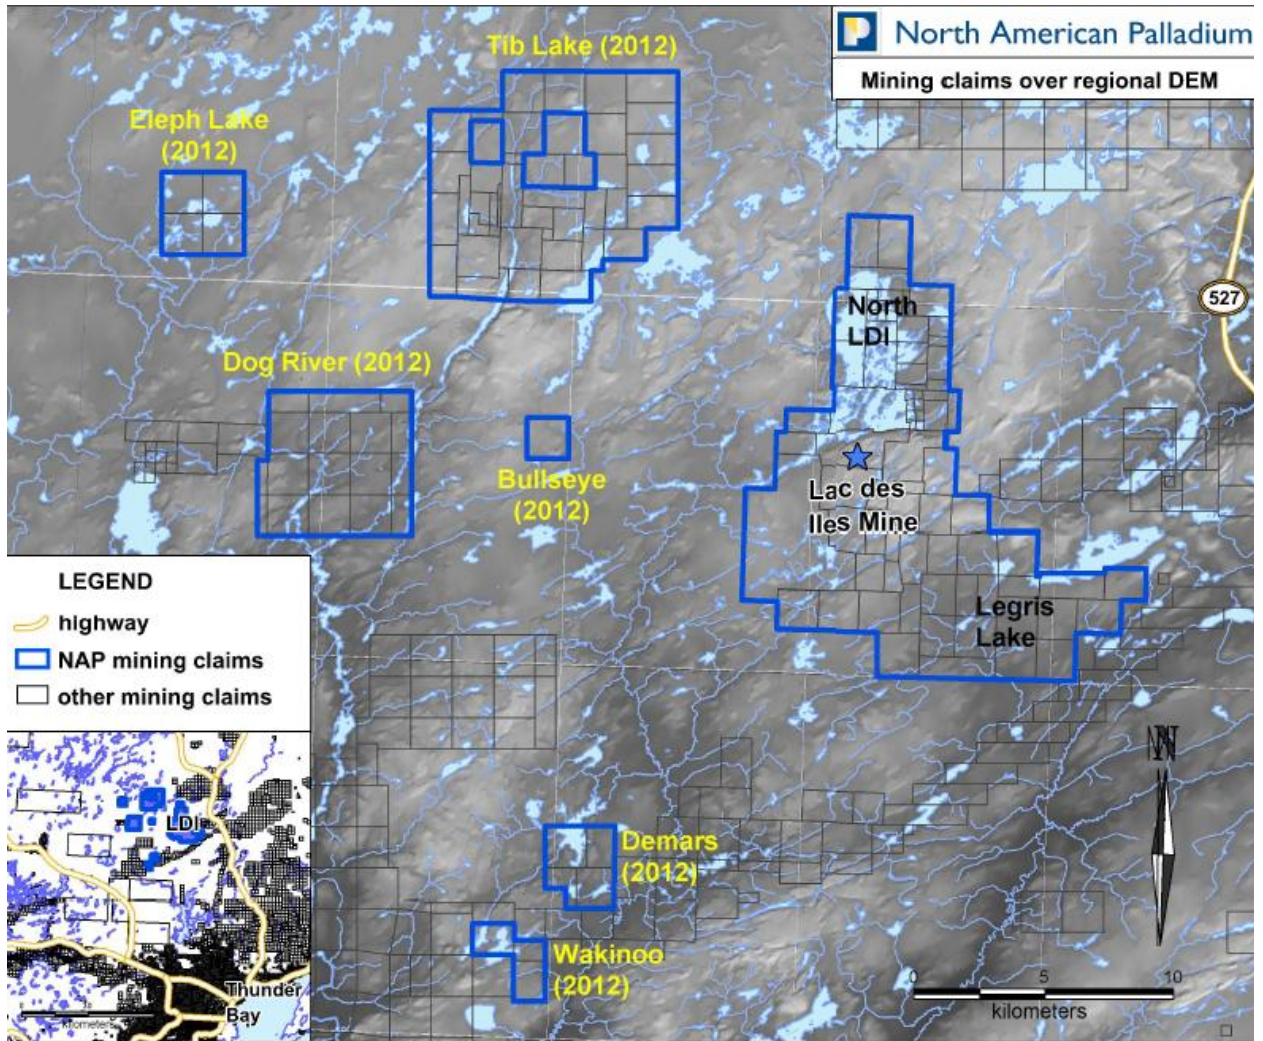 North American Palladium
Mining claims over regional DEM
Tib Lake (2012)
Eleph Lake
(2012)
527
North
LDI
Dog River (2012)
Bullseye
(2012)
Lac des
Iles Mine
Legris
Lake
LEGEND
highway
NAP mining claims
other mining claims
N
LDI
Demars
(2012)
Wakinoo
(2012)
Thunder
Bay
kilometers
0 5 10
kilometers